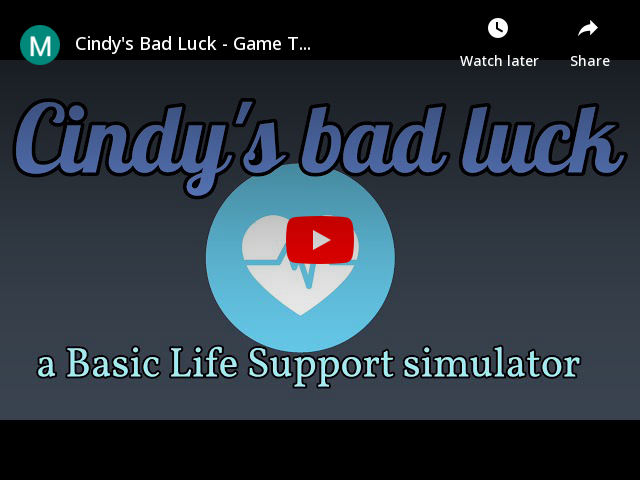 M
Cindy's Bad Luck - Game T...
Watch later
Share
Cindy's bad luck
a Basic Life Support simulator